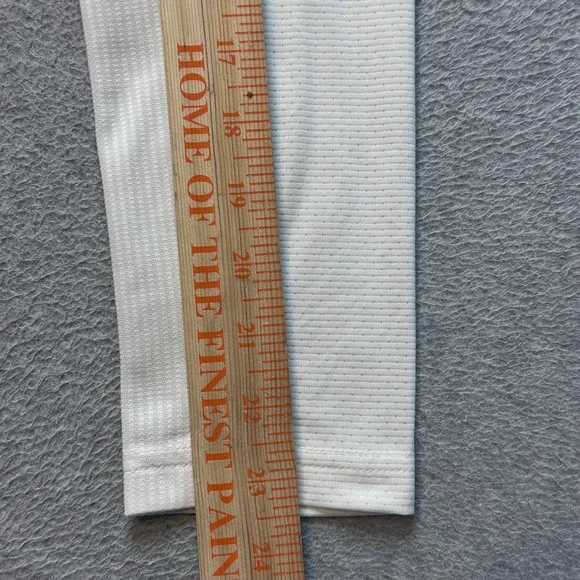 17 18 19 20 21 22 23 24
HOME OF THE FINEST PAIN